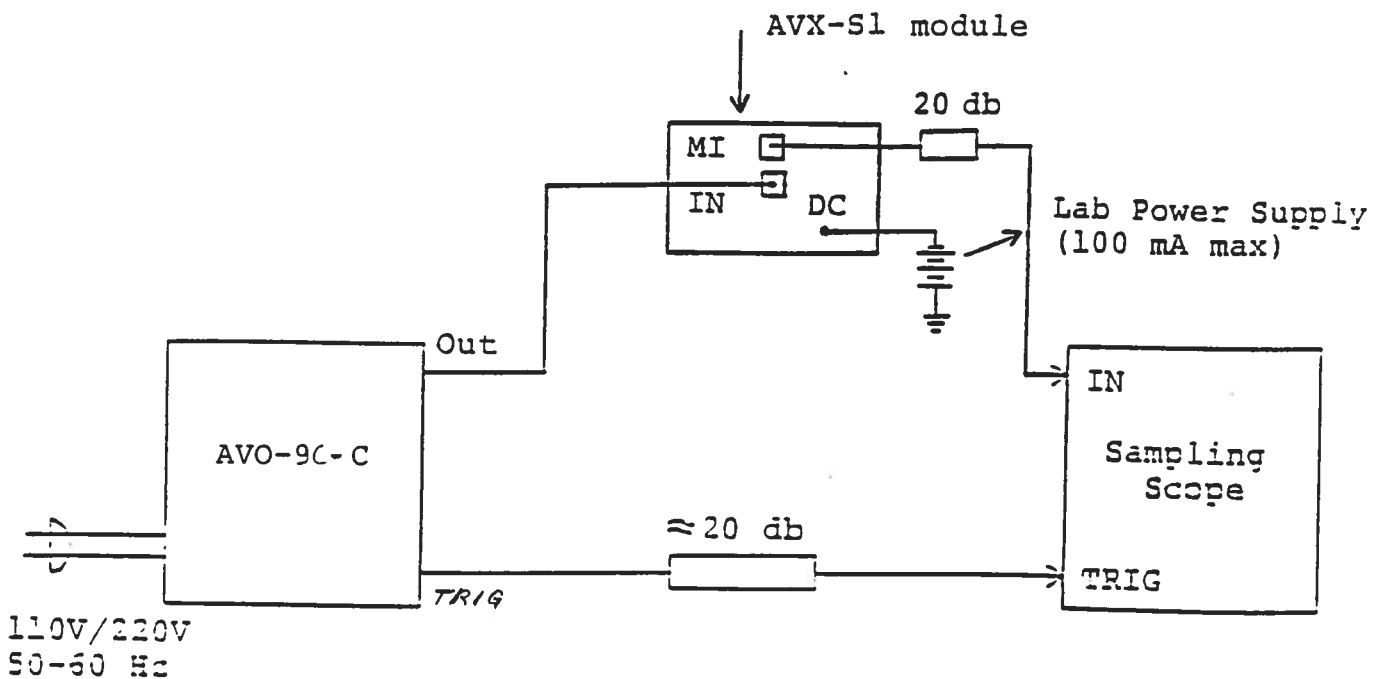 AVX-S1 module
20 db
MI
IN
DC
Lab Power Supply
(100 mA max)
Out
IN
AVO-9C-C
Sampling
Scope
≈20 db
TRIG
TRIG
110V/220V
50-60 Hz